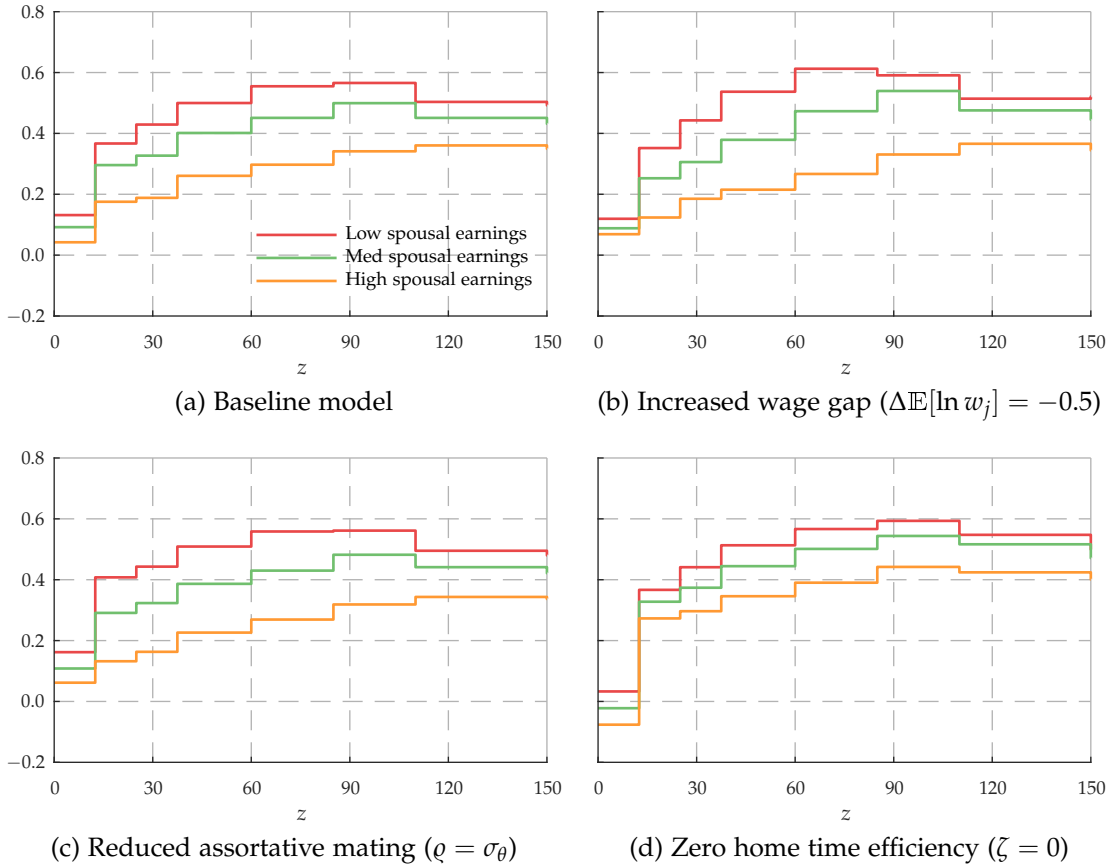 0.8
0.6
0.4
0.2
0.0
−0.2
Low spousal earnings
Med spousal earnings
High spousal earnings
0 30 60 90 120 150
0 30 60 90 120 150
z
z
(a) Baseline model
(b) Increased wage gap (Δ𝔼[ln w_j] = −0.5)
0.8
0.6
0.4
0.2
0.0
−0.2
0 30 60 90 120 150
0 30 60 90 120 150
z
z
(c) Reduced assortative mating (ϱ = σ_θ)
(d) Zero home time efficiency (ζ = 0)